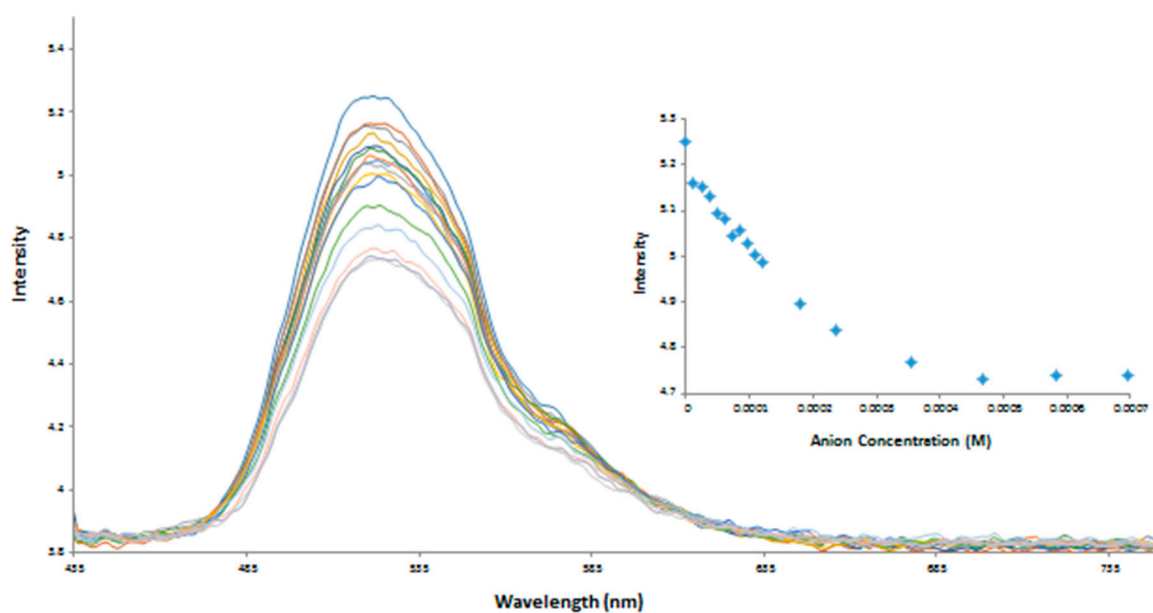 5.4
5.2
5
4.8
4.6
4.4
4.2
4
3.8
Intensity
435 485 535 585 635 685 735
Wavelength (nm)
5.3
5.2
5.1
5
4.9
4.8
4.7
Intensity
0 0.0001 0.0002 0.0003 0.0004 0.0005 0.0006 0.0007
Anion Concentration (M)